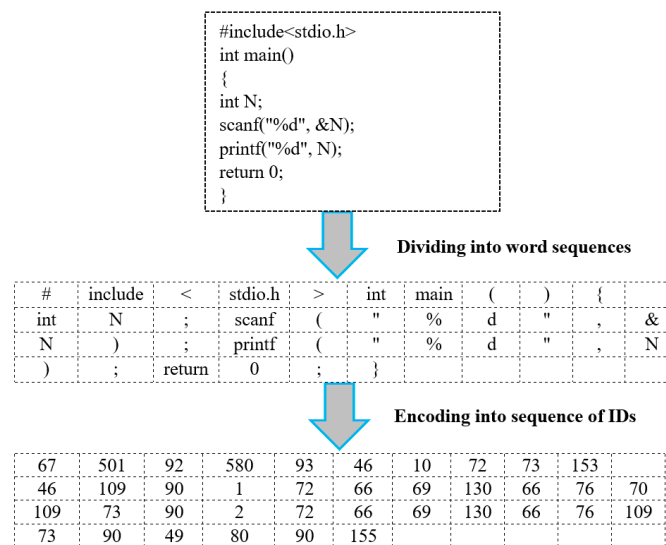 #include<stdio.h>
int main()
{
int N;
scanf("%d", &N);
printf("%d", N);
return 0;
}
Dividing into word sequences
# include < stdio.h > int main ( ) {
int N ; scanf ( " % d " , &
N ) ; printf ( " % d " , N
) ; return 0 ; }
Encoding into sequence of IDs
67 501 92 580 93 46 10 72 73 153
46 109 90 1 72 66 69 130 66 76 70
109 73 90 2 72 66 69 130 66 76 109
73 90 49 80 90 155